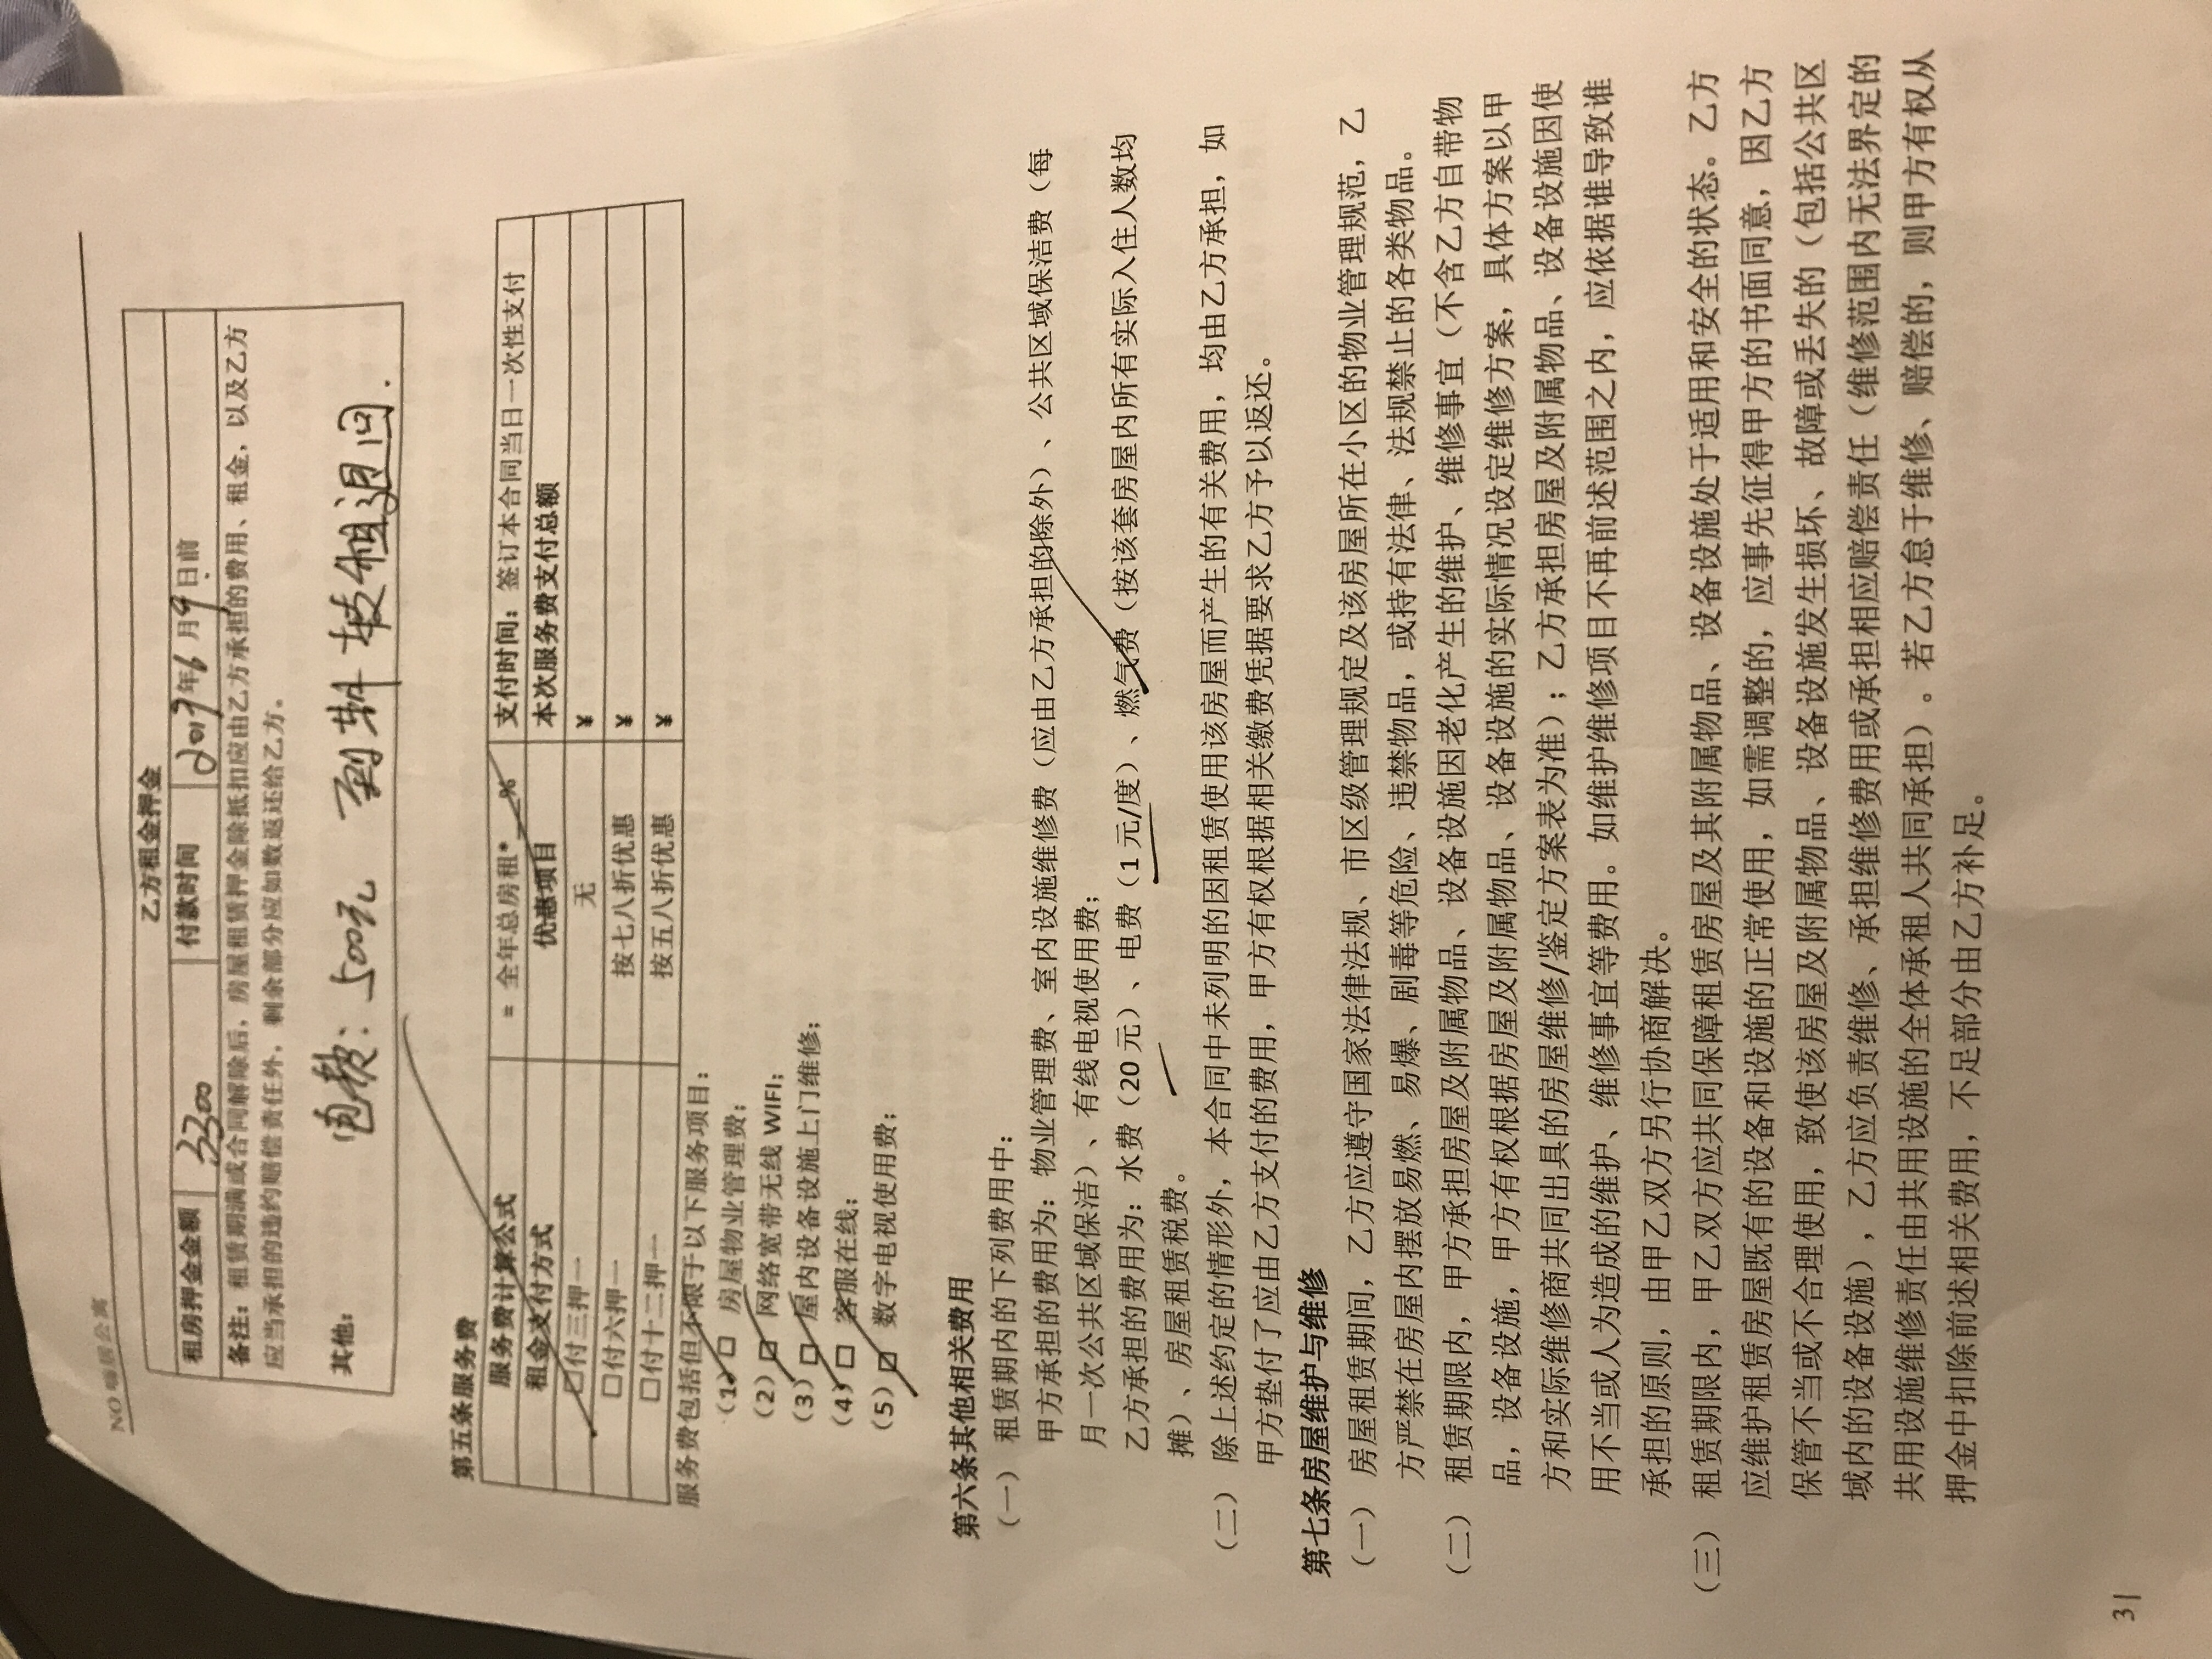 NO 喵居公寓
乙方租金押金
租房押金金额 3300 付款时间 2019年6月9日前
备注：租赁期满或合同解除后，房屋租赁押金除抵扣应由乙方承担的费用、租金，以及乙方
应当承担的违约赔偿责任外，剩余部分应如数返还给乙方。
其他： 电费：500元 到期 按租退回.
第五条服务费
服务费计算公式 = 全年总房租*___% 支付时间：签订本合同当日一次性支付
租金支付方式 优惠项目 本次服务费支付总额
□付三押一 无 ¥
□付六押一 按七八折优惠 ¥
□付十二押一 按五八折优惠 ¥
服务费包括但不限于以下服务项目：
（1）□ 房屋物业管理费；
（2）□ 网络宽带无线 WIFI；
（3）□ 屋内设备设施上门维修；
（4）□ 客服在线；
（5）□ 数字电视使用费；
第六条其他相关费用
（一） 租赁期内的下列费用中：
甲方承担的费用为：物业管理费、室内设施维修费（应由乙方承担的除外）、公共区域保洁费（每
月一次公共区域保洁）、有线电视使用费；
乙方承担的费用为：水费（20 元）、电费（1 元/度）、燃气费（按该套房屋内所有实际入住人数均
摊）、房屋租赁税费。
（二） 除上述约定的情形外，本合同中未列明的因租赁使用该房屋而产生的有关费用，均由乙方承担，如
甲方垫付了应由乙方支付的费用，甲方有权根据相关缴费凭据要求乙方予以返还。
第七条房屋维护与维修
（一） 房屋租赁期间，乙方应遵守国家法律法规、市区级管理规定及该房屋所在小区的物业管理规范，乙
方严禁在房屋内摆放易燃、易爆、剧毒等危险、违禁物品，或持有法律、法规禁止的各类物品。
（二） 租赁期限内，甲方承担房屋及附属物品、设备设施因老化产生的维护、维修事宜（不含乙方自带物
品，设备设施，甲方有权根据房屋及附属物品、设备设施的实际情况设定维修方案，具体方案以甲
方和实际维修商共同出具的房屋维修/鉴定方案表为准）；乙方承担房屋及附属物品、设备设施因使
用不当或人为造成的维护、维修事宜等费用。如维护维修项目不再前述范围之内，应依据谁导致谁
承担的原则，由甲乙双方另行协商解决。
（三） 租赁期限内，甲乙双方应共同保障租赁房屋及其附属物品、设备设施处于适用和安全的状态。乙方
应维护租赁房屋既有的设备和设施的正常使用，如需调整的，应事先征得甲方的书面同意，因乙方
保管不当或不合理使用，致使该房屋及附属物品、设备设施发生损坏、故障或丢失的（包括公共区
域内的设备设施），乙方应负责维修、承担维修费用或承担相应赔偿责任（维修范围内无法界定的
共用设施维修责任由共用设施的全体承租人共同承担）。若乙方怠于维修、赔偿的，则甲方有权从
押金中扣除前述相关费用，不足部分由乙方补足。
3|